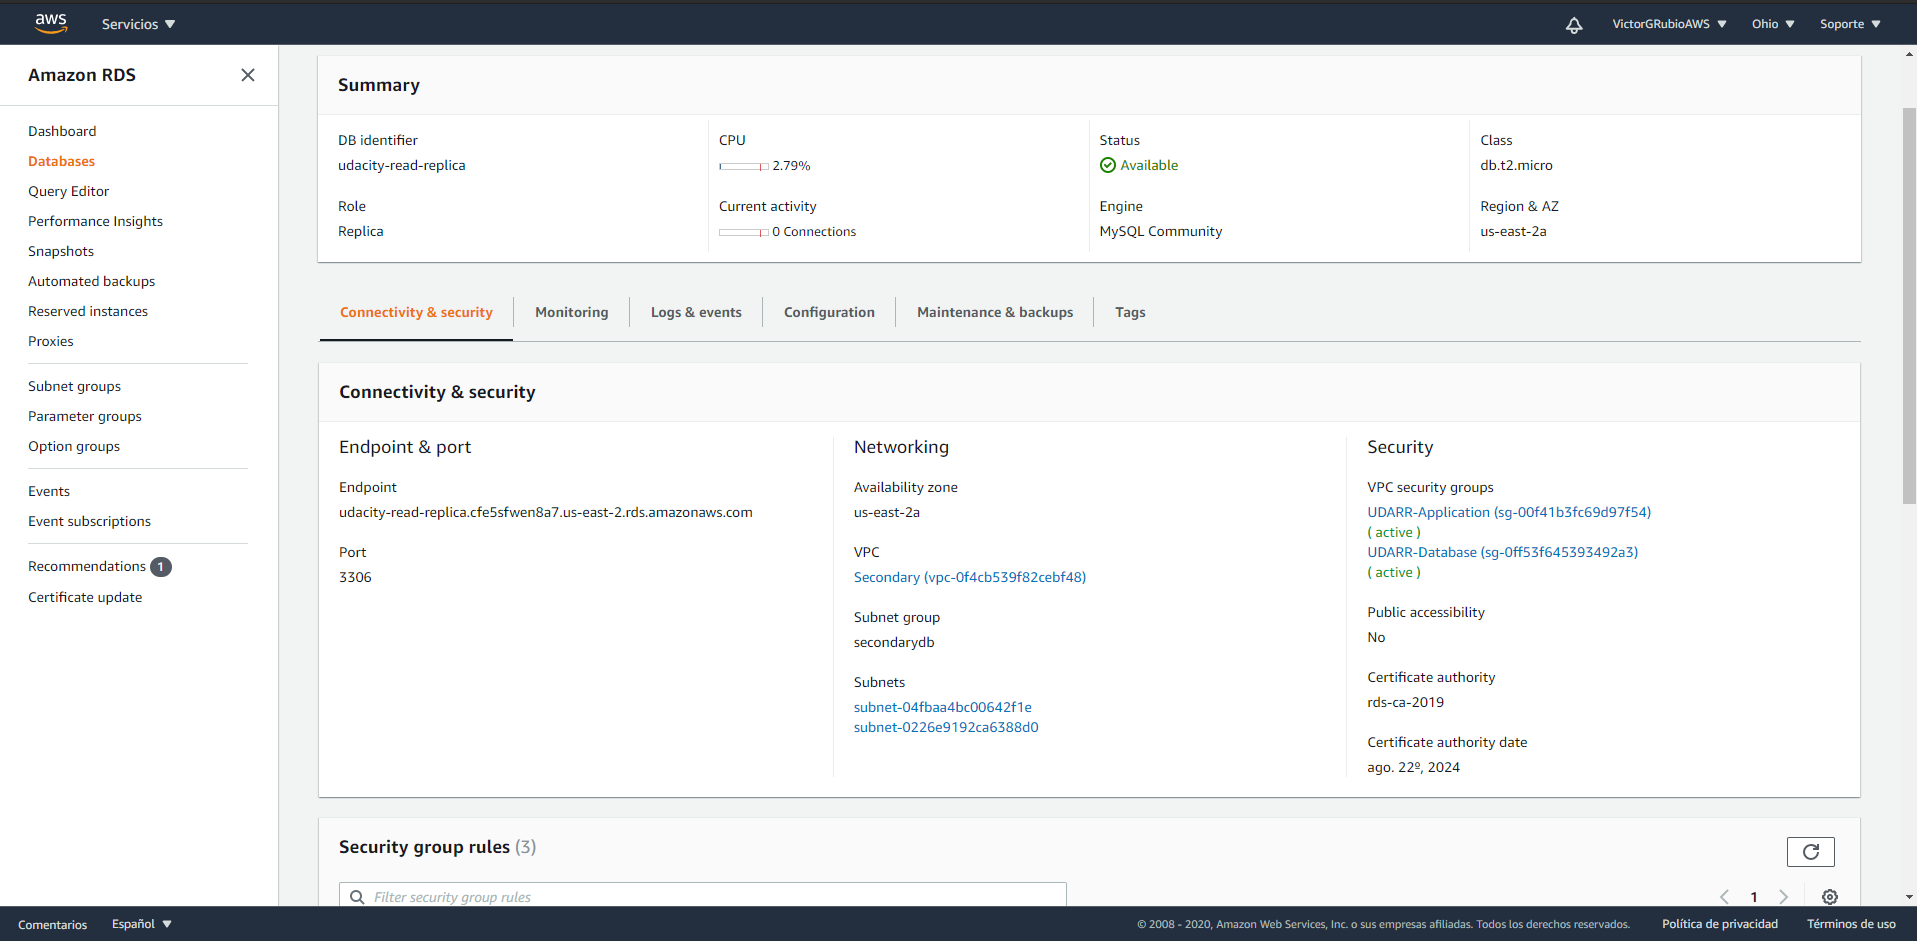 aws Servicios VictorGRubioAWS Ohio Soporte
Amazon RDS
Dashboard
Databases
Query Editor
Performance Insights
Snapshots
Automated backups
Reserved instances
Proxies
Subnet groups
Parameter groups
Option groups
Events
Event subscriptions
Recommendations 1
Certificate update
Summary
DB identifier
udacity-read-replica
Role
Replica
CPU
2.79%
Current activity
0 Connections
Status
Available
Engine
MySQL Community
Class
db.t2.micro
Region & AZ
us-east-2a
Connectivity & security Monitoring Logs & events Configuration Maintenance & backups Tags
Connectivity & security
Endpoint & port
Endpoint
udacity-read-replica.cfe5sfwen8a7.us-east-2.rds.amazonaws.com
Port
3306
Networking
Availability zone
us-east-2a
VPC
Secondary (vpc-0f4cb539f82cebf48)
Subnet group
secondarydb
Subnets
subnet-04fbaa4bc00642f1e
subnet-0226e9192ca6388d0
Security
VPC security groups
UDARR-Application (sg-00f41b3fc69d97f54)
( active )
UDARR-Database (sg-0ff53f645393492a3)
( active )
Public accessibility
No
Certificate authority
rds-ca-2019
Certificate authority date
ago. 22º, 2024
Security group rules (3)
Filter security group rules
1
Comentarios Español © 2008 - 2020, Amazon Web Services, Inc. o sus empresas afiliadas. Todos los derechos reservados. Política de privacidad Términos de uso